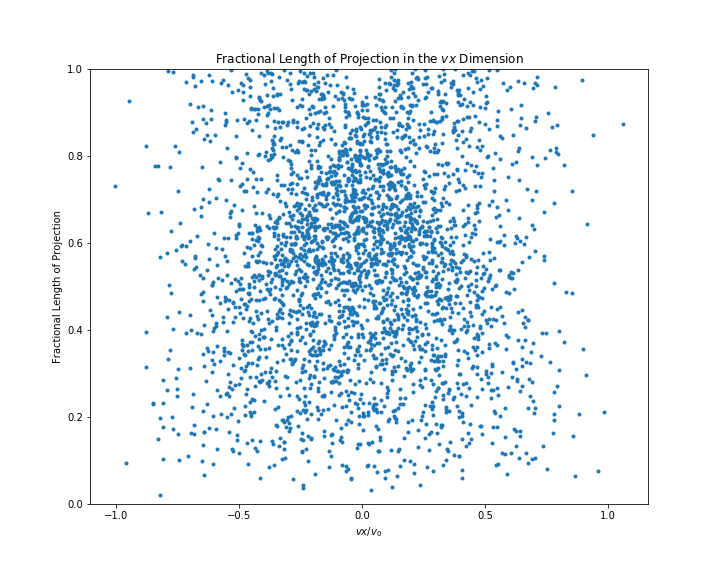 Fractional Length of Projection in the vx Dimension
1.0
0.8
0.6
0.4
0.2
0.0
Fractional Length of Projection
−1.0 −0.5 0.0 0.5 1.0
vx/v₀